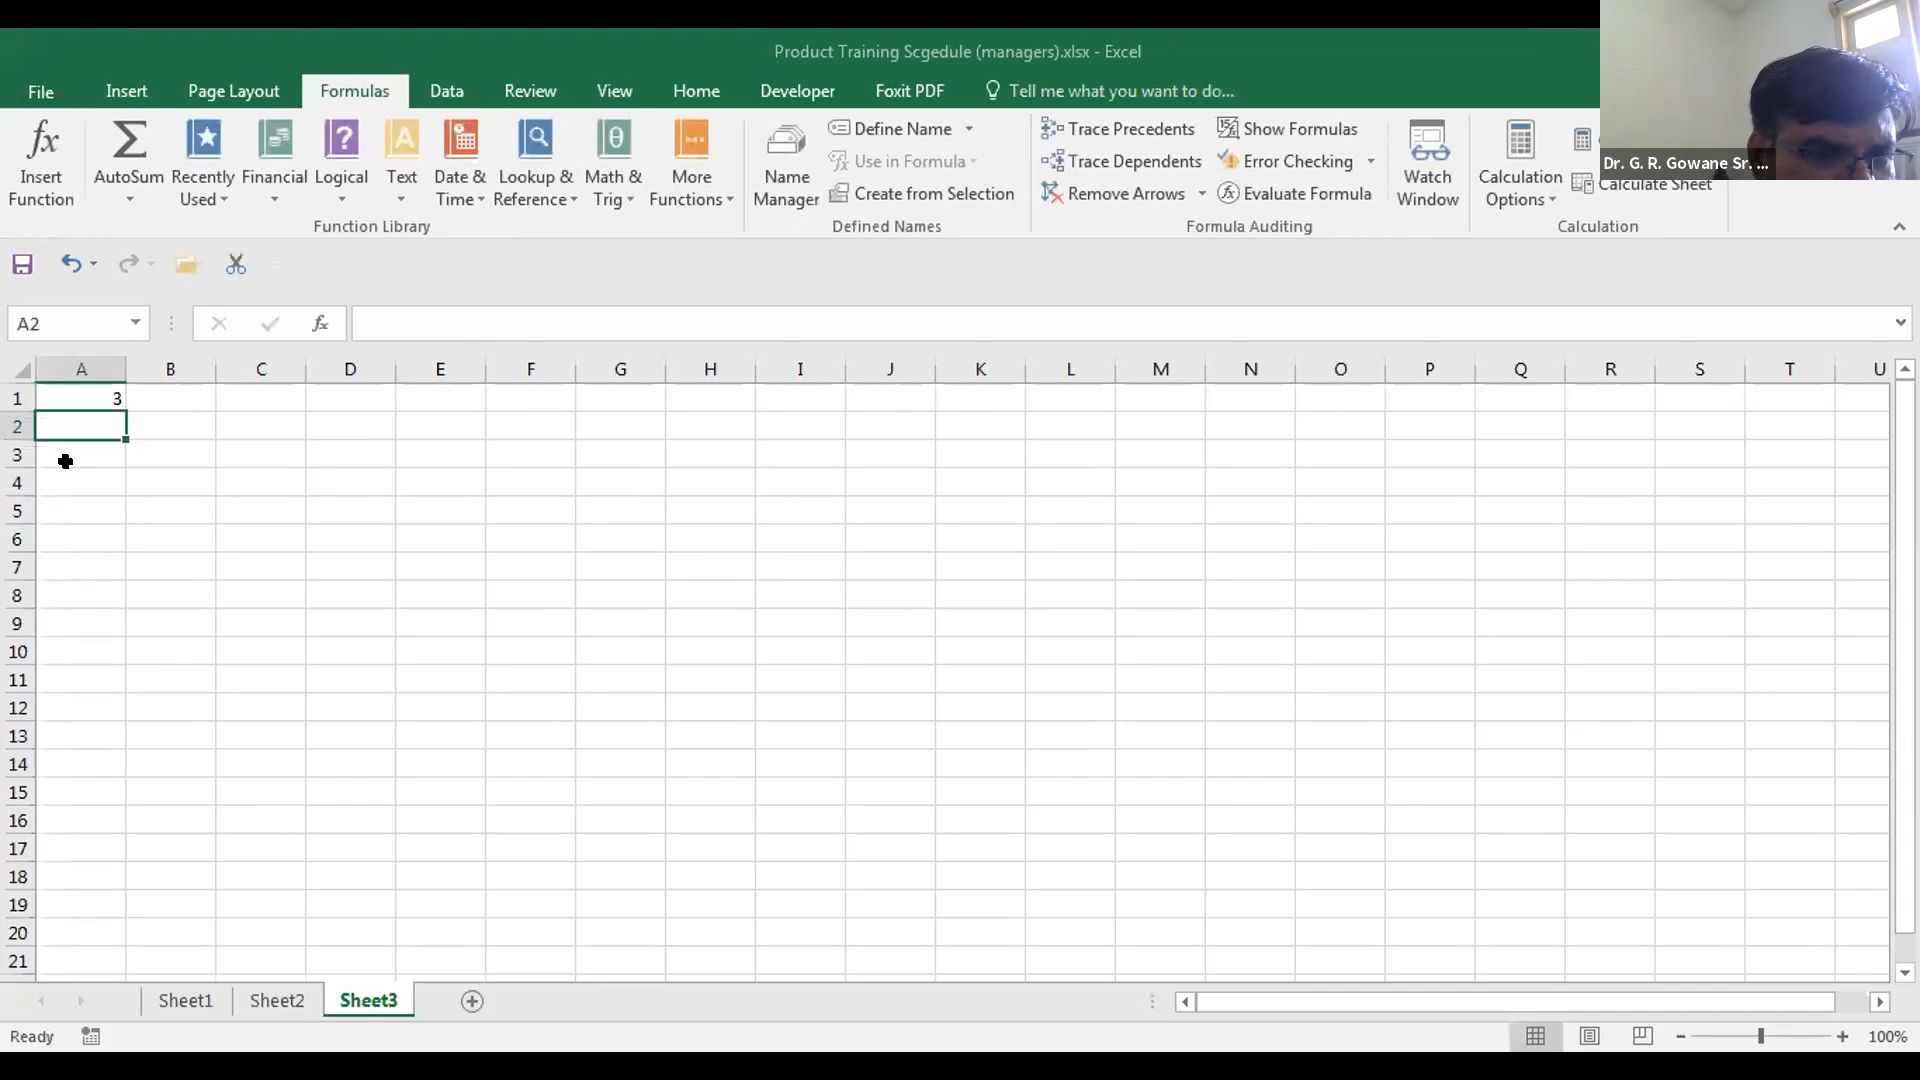 Product Training Scgedule (managers).xlsx - Excel
File Insert Page Layout Formulas Data Review View Home Developer Foxit PDF Tell me what you want to do...
Insert Function
AutoSum
Recently Used
Financial
Logical
Text
Date & Time
Lookup & Reference
Math & Trig
More Functions
Function Library
Name Manager
Define Name
Use in Formula
Create from Selection
Defined Names
Trace Precedents
Trace Dependents
Remove Arrows
Show Formulas
Error Checking
Evaluate Formula
Formula Auditing
Watch Window
Calculation Options
Calculate Sheet
Calculation
Dr. G. R. Gowane Sr. ...
A2
fx
A B C D E F G H I J K L M N O P Q R S T U
1 3
2
3
4
5
6
7
8
9
10
11
12
13
14
15
16
17
18
19
20
21
Sheet1 Sheet2 Sheet3
Ready
100%